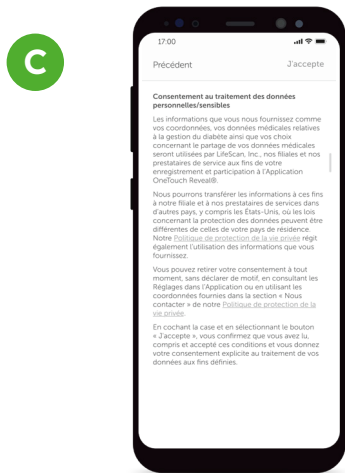 C
17:00
Précédent
J'accepte
Consentement au traitement des données
personnelles/sensibles
Les informations que vous nous fournissez comme
vos coordonnées, vos données médicales relatives
à la gestion du diabète ainsi que vos choix
concernant le partage de vos données médicales
seront utilisées par LifeScan, Inc., nos filiales et nos
prestataires de service aux fins de votre
enregistrement et participation à l'Application
OneTouch Reveal®.
Nous pourrons transférer les informations à ces fins
à notre filiale et à nos prestataires de services dans
d'autres pays, y compris les États-Unis, où les lois
concernant la protection des données peuvent être
différentes de celles de votre pays de résidence.
Notre Politique de protection de la vie privée régit
également l'utilisation des informations que vous
fournissez.
Vous pouvez retirer votre consentement à tout
moment, sans déclarer de motif, en consultant les
Réglages dans l'Application ou en utilisant les
coordonnées fournies dans la section « Nous
contacter » de notre Politique de protection de la
vie privée.
En cochant la case et en sélectionnant le bouton
« J'accepte », vous confirmez que vous avez lu,
compris et accepté ces conditions et vous donnez
votre consentement explicite au traitement de vos
données aux fins définies.